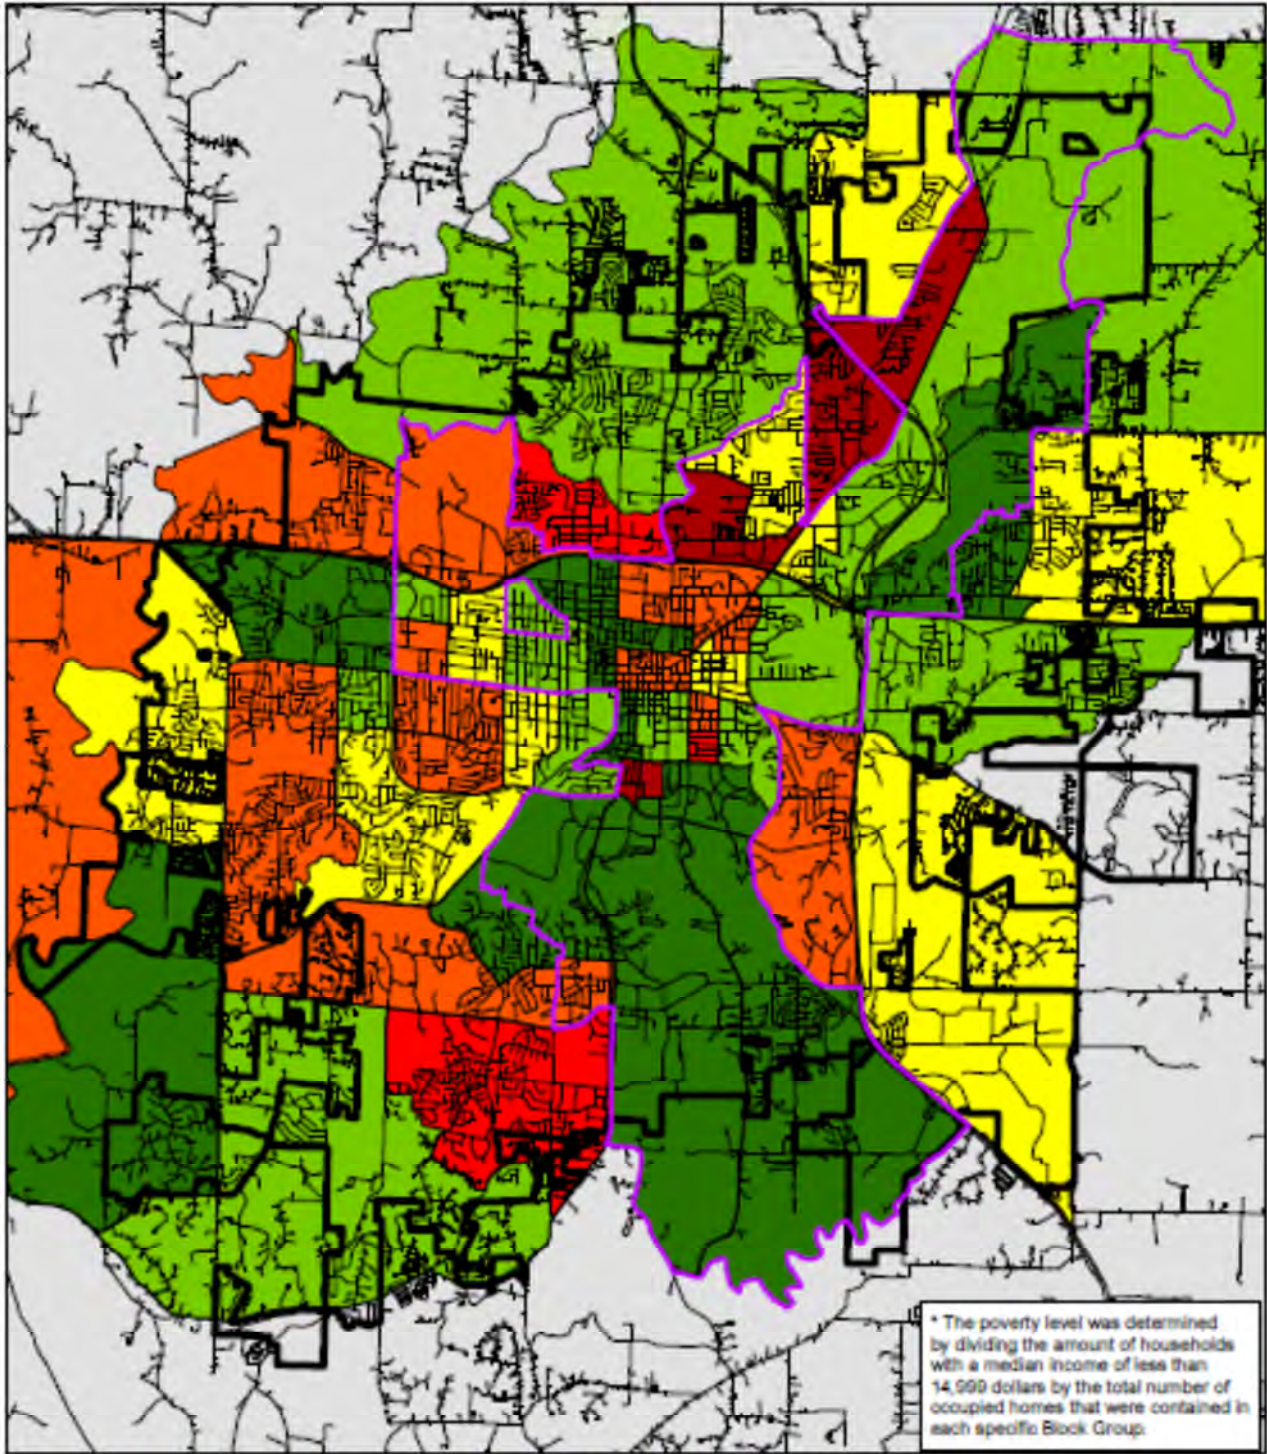 * The poverty level was determined
by dividing the amount of households
with a median income of less than
14,999 dollars by the total number of
occupied homes that were contained in
each specific Block Group.